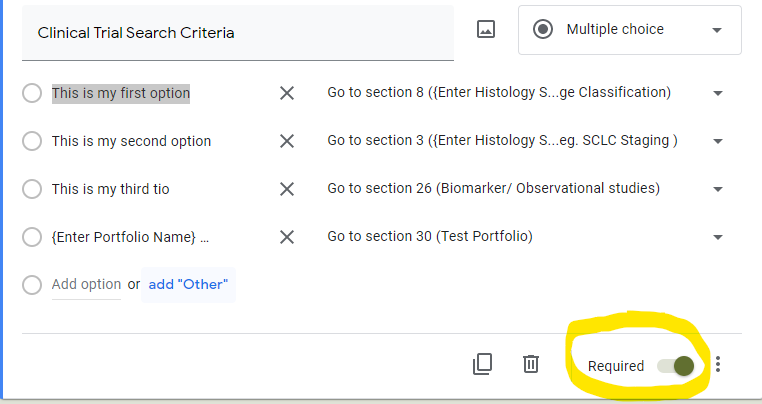 Clinical Trial Search Criteria
Multiple choice
This is my first option
Go to section 8 ({Enter Histology S...ge Classification)
This is my second option
Go to section 3 ({Enter Histology S...eg. SCLC Staging )
This is my third tio
Go to section 26 (Biomarker/ Observational studies)
{Enter Portfolio Name} ...
Go to section 30 (Test Portfolio)
Add option or add "Other"
Required